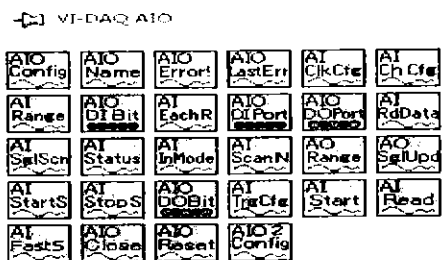 VI-DAQ AIO
AIO Config AIO Name AIO Error! AIO LastErr AI ClkCfg AI Ch Cfg
AI Range AIO DI Bit AI EachR AIO DIPort AIO DOPort AI RdData
AI SglScn AI Status AI InMode AI ScanN AO Range AO SglUpd
AI StartS AI StopS AIO DOBit AI TrgCfg AI Start AI Read
AI FastS AIO Close AIO Reset AIO 2 Config